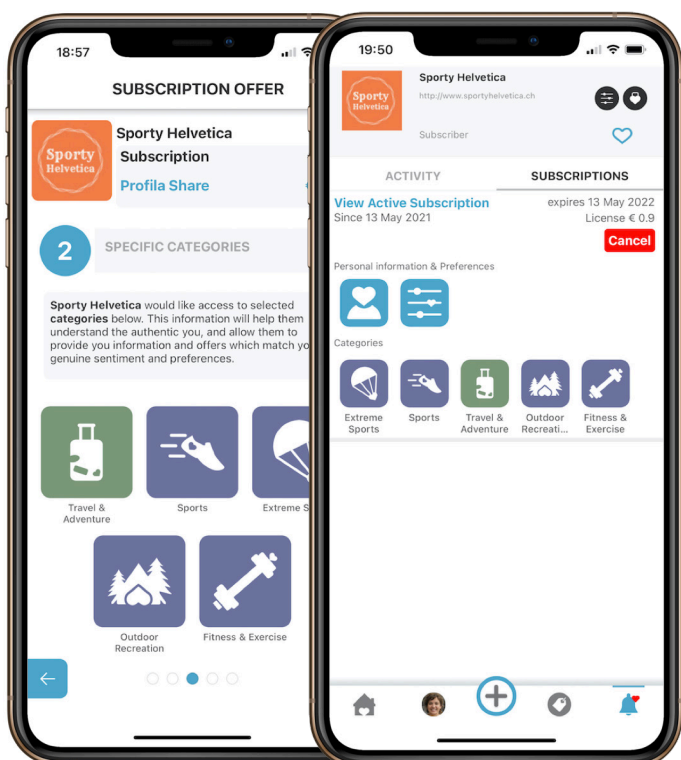 18:57
SUBSCRIPTION OFFER
Sporty
Helvetica
Sporty Helvetica
Subscription
Profila Share
2
SPECIFIC CATEGORIES
Sporty Helvetica would like access to selected
categories below. This information will help them
understand the authentic you, and allow them to
provide you information and offers which match yo
genuine sentiment and preferences.
Travel &
Adventure
Sports
Extreme S
Outdoor
Recreation
Fitness & Exercise
19:50
Sporty
Helvetica
Sporty Helvetica
http://www.sportyhelvetica.ch
Subscriber
ACTIVITY
SUBSCRIPTIONS
View Active Subscription
expires 13 May 2022
Since 13 May 2021
License € 0.9
Cancel
Personal information & Preferences
Categories
Extreme
Sports
Sports
Travel &
Adventure
Outdoor
Recreati...
Fitness &
Exercise